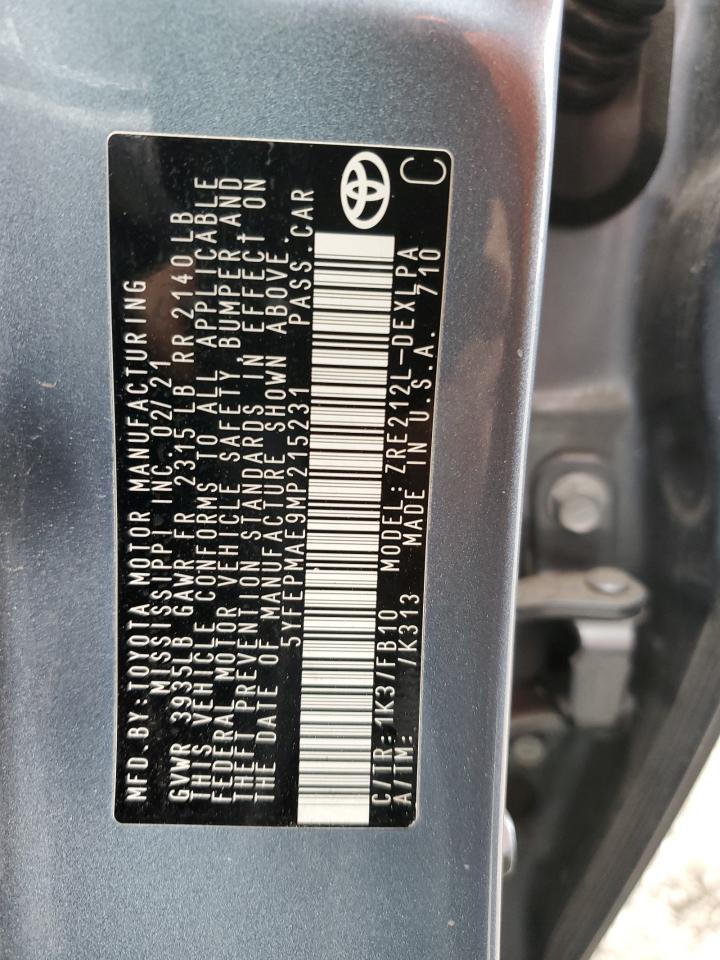 MFD.BY:TOYOTA MOTOR MANUFACTURING
MISSISSIPPI INC 02/21
GVWR 3935LB GAWR FR 2315 LB RR 2140 LB
THIS VEHICLE CONFORMS TO ALL APPLICABLE
FEDERAL MOTOR VEHICLE SAFETY, BUMPER AND
THEFT PREVENTION STANDARDS IN EFFECT ON
THE DATE OF MANUFACTURE SHOWN ABOVE.
5YFEPMAE9MP215231 PASS.CAR
C/TR: 1K3/FB10 MODEL: ZRE212L-DEXLPA
A/TM: /K313 MADE IN U.S.A. 710 C